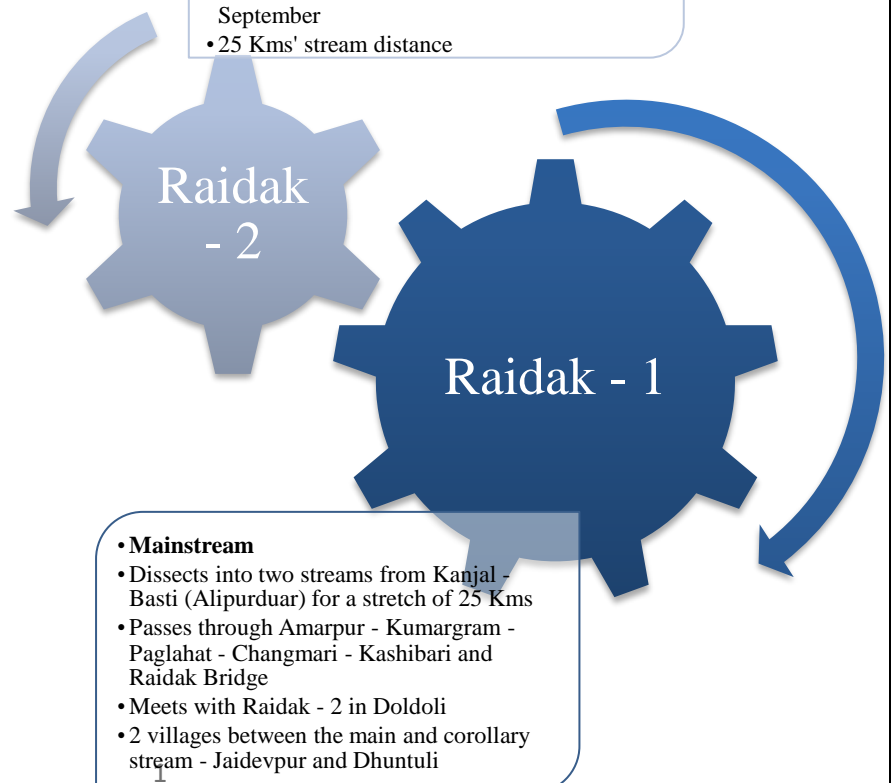 September
•25 Kms' stream distance
Raidak
- 2
Raidak - 1
•Mainstream
•Dissects into two streams from Kanjal -
Basti (Alipurduar) for a stretch of 25 Kms
•Passes through Amarpur - Kumargram -
Paglahat - Changmari - Kashibari and
Raidak Bridge
•Meets with Raidak - 2 in Doldoli
•2 villages between the main and corollary
stream - Jaidevpur and Dhuntuli
1